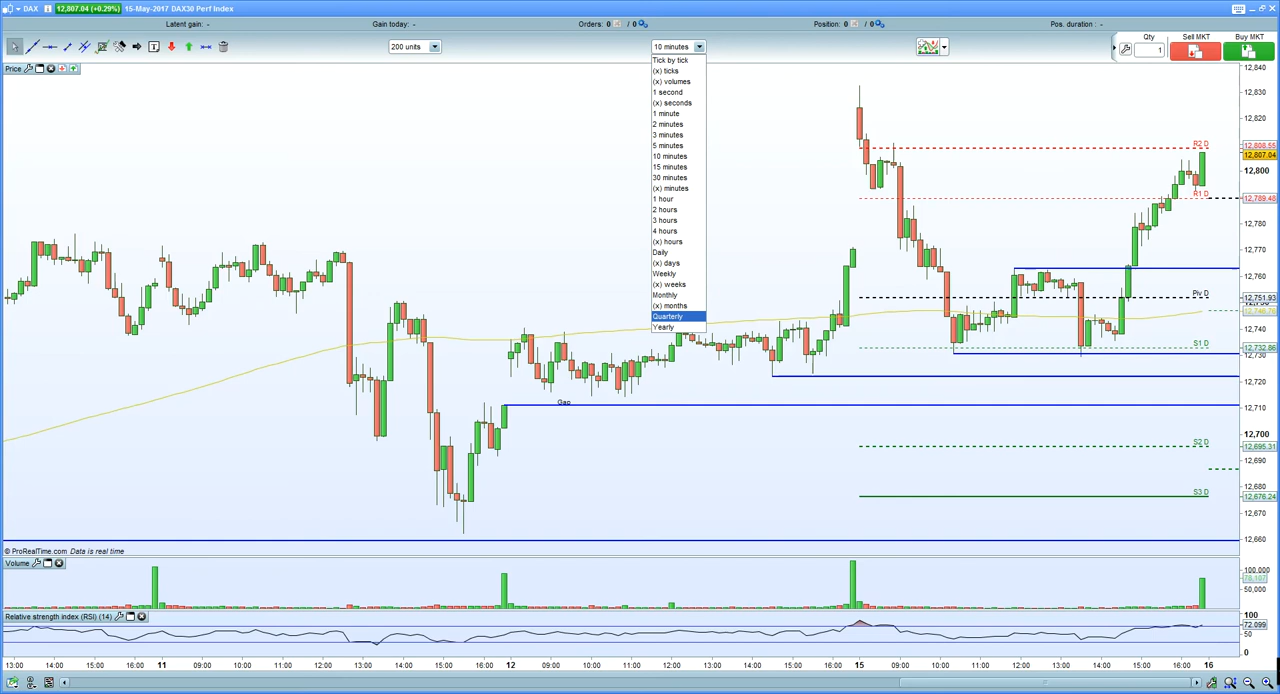 DAX 12,807.04 (+0.29%) 15-May-2017 DAX30 Perf Index
Latent gain: - Gain today: - Orders: 0 / 0 Position: 0 / 0 Pos. duration : -
200 units 10 minutes Qty Sell MKT Buy MKT
1
Price
Tick by tick
(x) ticks
(x) volumes
1 second
(x) seconds
1 minute
2 minutes
3 minutes
5 minutes
10 minutes
15 minutes
30 minutes
(x) minutes
1 hour
2 hours
3 hours
4 hours
(x) hours
Daily
(x) days
Weekly
(x) weeks
Monthly
(x) months
Quarterly
Yearly
12,840
12,830
12,820
R2 D 12,808.55
12,807.04
12,800
R1 D 12,789.48
12,780
12,770
12,760
Piv D 12,751.93
12,740
S1 D 12,732.86
12,730
12,720
Gap
12,710
12,700
S2 D 12,695.31
12,690
12,680
S3 D 12,676.24
12,670
12,660
© ProRealTime.com Data is real time
Volume
100,000
50,000
Relative strength index (RSI) (14)
100
72.099
50
0
13:00 14:00 15:00 16:00 11 09:00 10:00 11:00 12:00 13:00 14:00 15:00 16:00 12 09:00 10:00 11:00 12:00 13:00 14:00 15:00 16:00 15 09:00 10:00 11:00 12:00 13:00 14:00 15:00 16:00 16